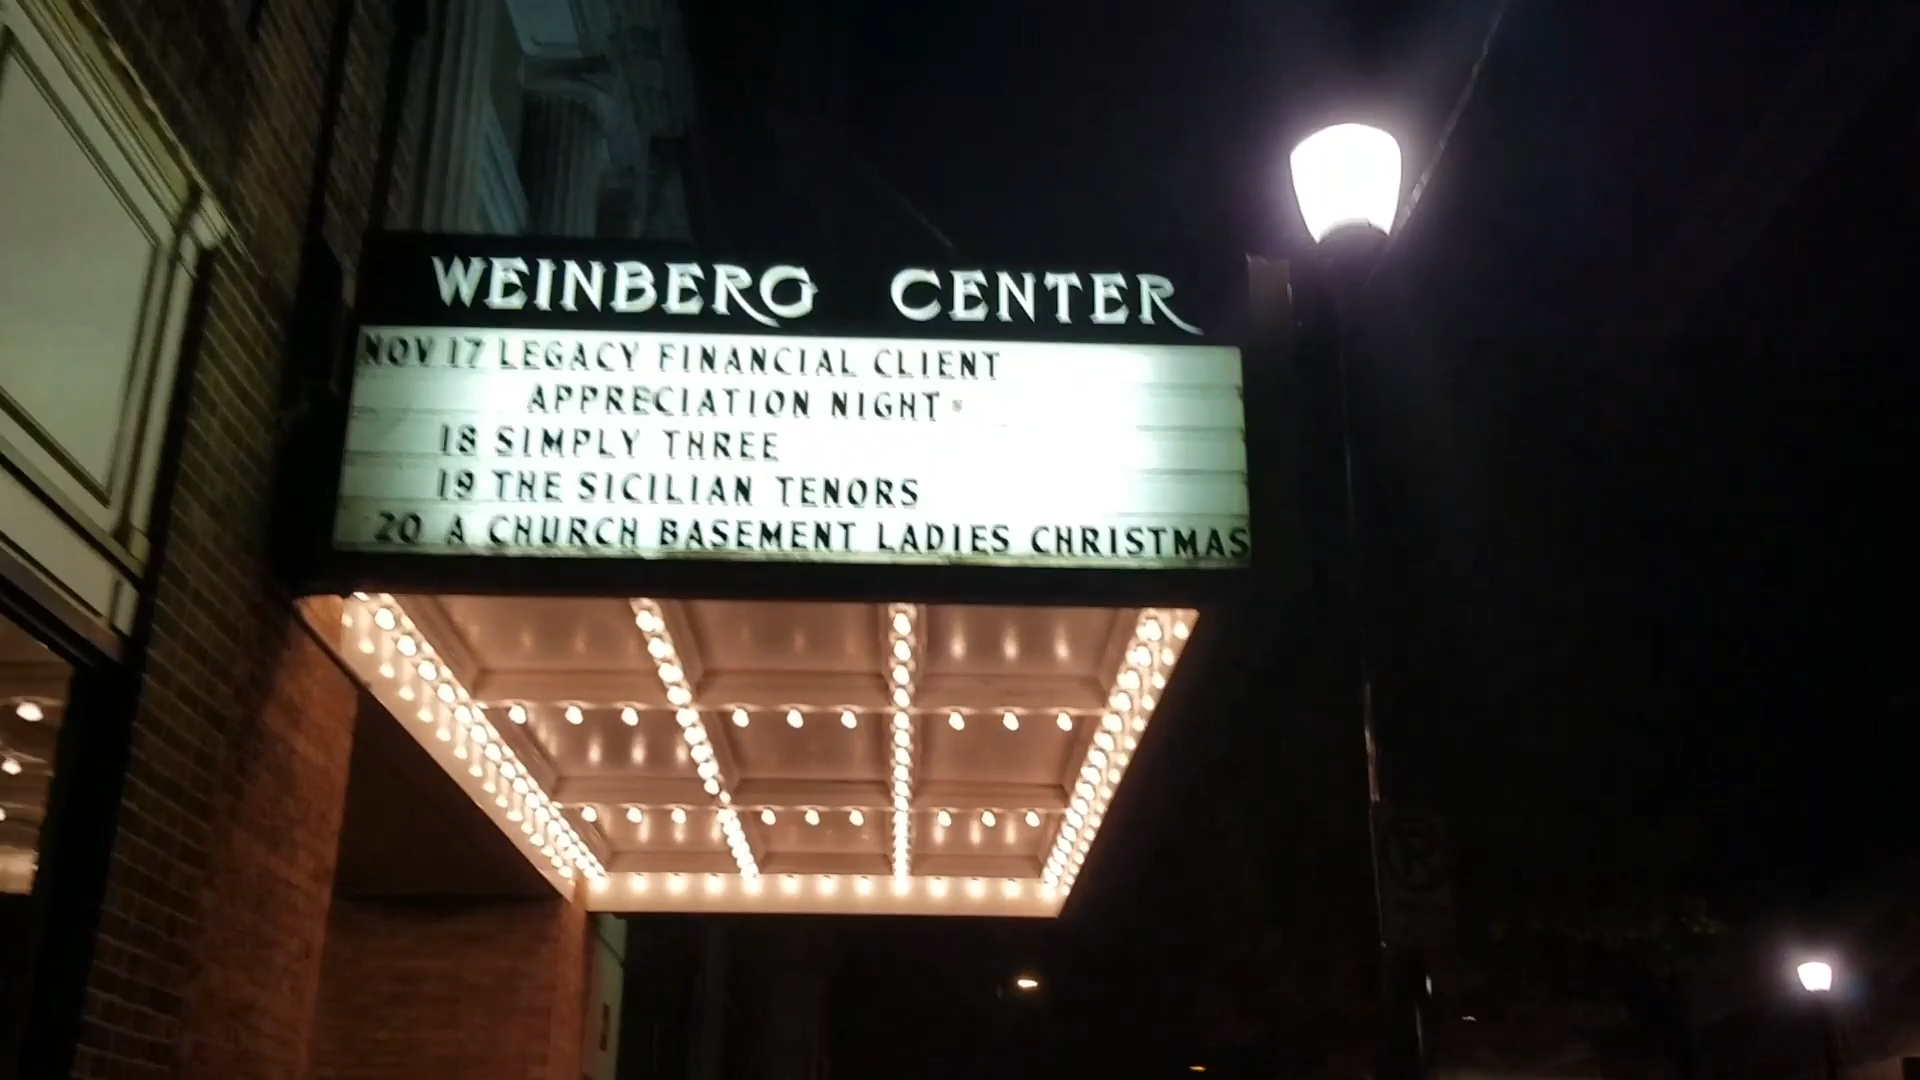 WEINBERG CENTER
NOV 17 LEGACY FINANCIAL CLIENT
APPRECIATION NIGHT
18 SIMPLY THREE
19 THE SICILIAN TENORS
20 A CHURCH BASEMENT LADIES CHRISTMAS